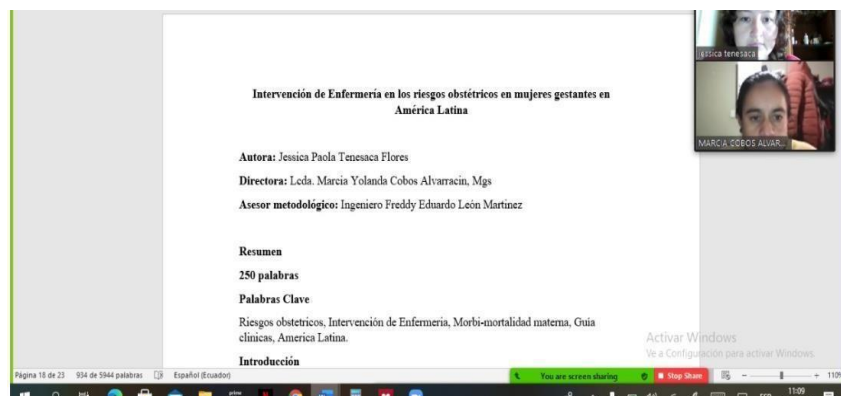 Intervención de Enfermería en los riesgos obstétricos en mujeres gestantes en
América Latina
Autora: Jessica Paola Tenesaca Flores
Directora: Lcda. Marcia Yolanda Cobos Alvarracin, Mgs
Asesor metodológico: Ingeniero Freddy Eduardo León Martinez
Resumen
250 palabras
Palabras Clave
Riesgos obstetricos, Intervención de Enfermeria, Morbi-mortalidad materna, Guia
clinicas, America Latina.
Introducción
jessica tenesaca
MARCIA COBOS ALVAR...
Activar Windows
Ve a Configuración para activar Windows.
Página 18 de 23 934 de 5944 palabras Español (Ecuador)
You are screen sharing Stop Share
11:09